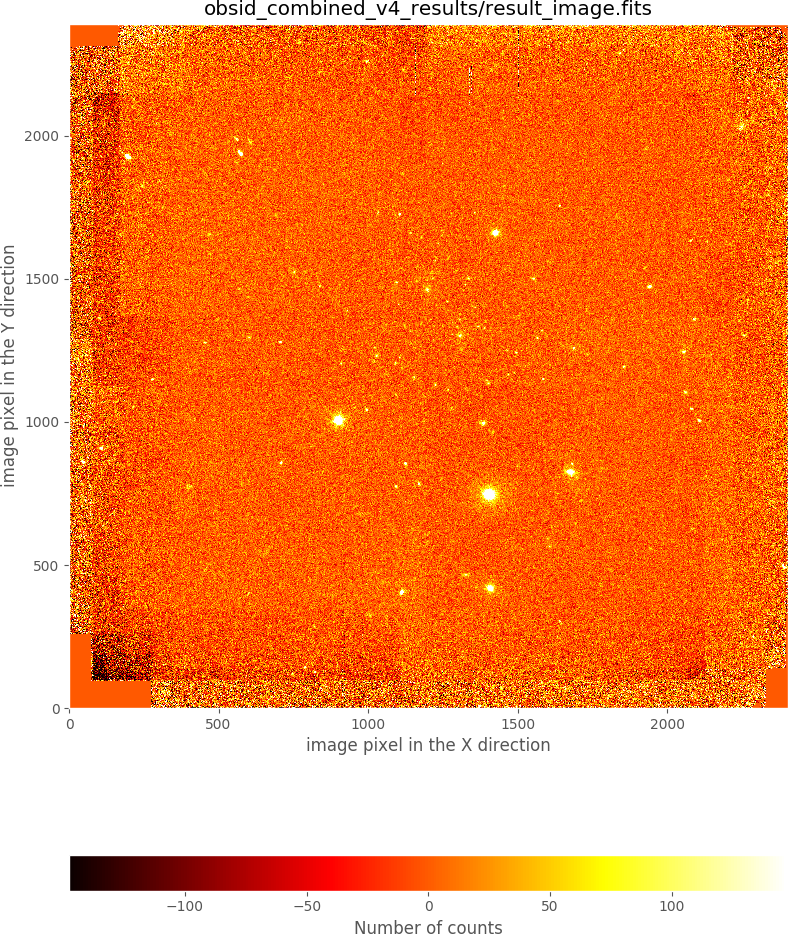 obsid_combined_v4_results/result_image.fits
image pixel in the Y direction
2000
1500
1000
500
0
0 500 1000 1500 2000
image pixel in the X direction
−100 −50 0 50 100
Number of counts